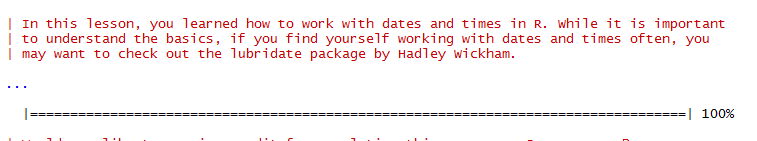 | In this lesson, you learned how to work with dates and times in R. While it is important
| to understand the basics, if you find yourself working with dates and times often, you
| may want to check out the lubridate package by Hadley Wickham.
...
|======================================================================================| 100%